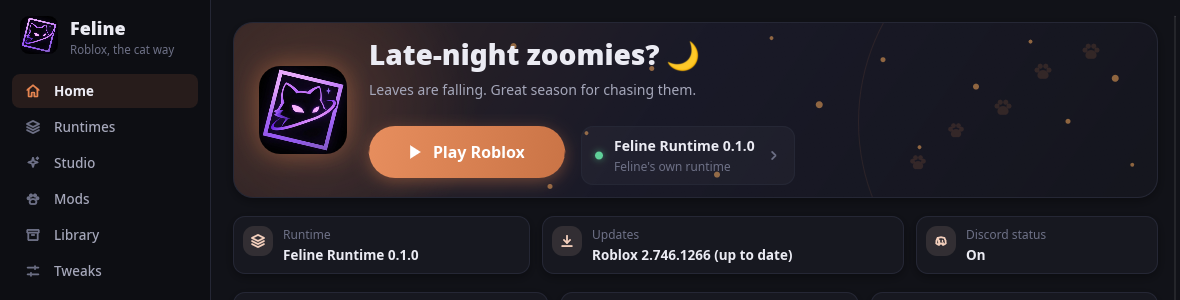 Feline
Roblox, the cat way
Home
Runtimes
Studio
Mods
Library
Tweaks
Late-night zoomies? 🌙
Leaves are falling. Great season for chasing them.
Play Roblox
Feline Runtime 0.1.0
Feline's own runtime
Runtime
Feline Runtime 0.1.0
Updates
Roblox 2.746.1266 (up to date)
Discord status
On